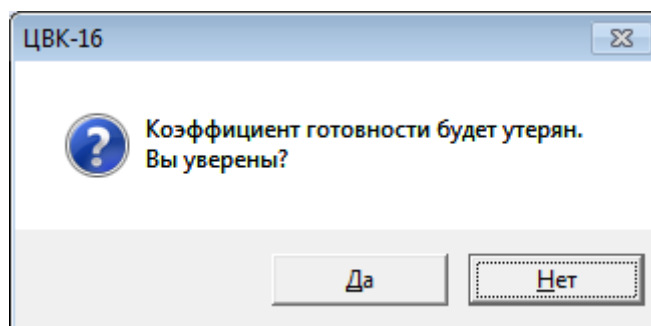 ЦВК-16
Коэффициент готовности будет утерян.
Вы уверены?
Да
Нет